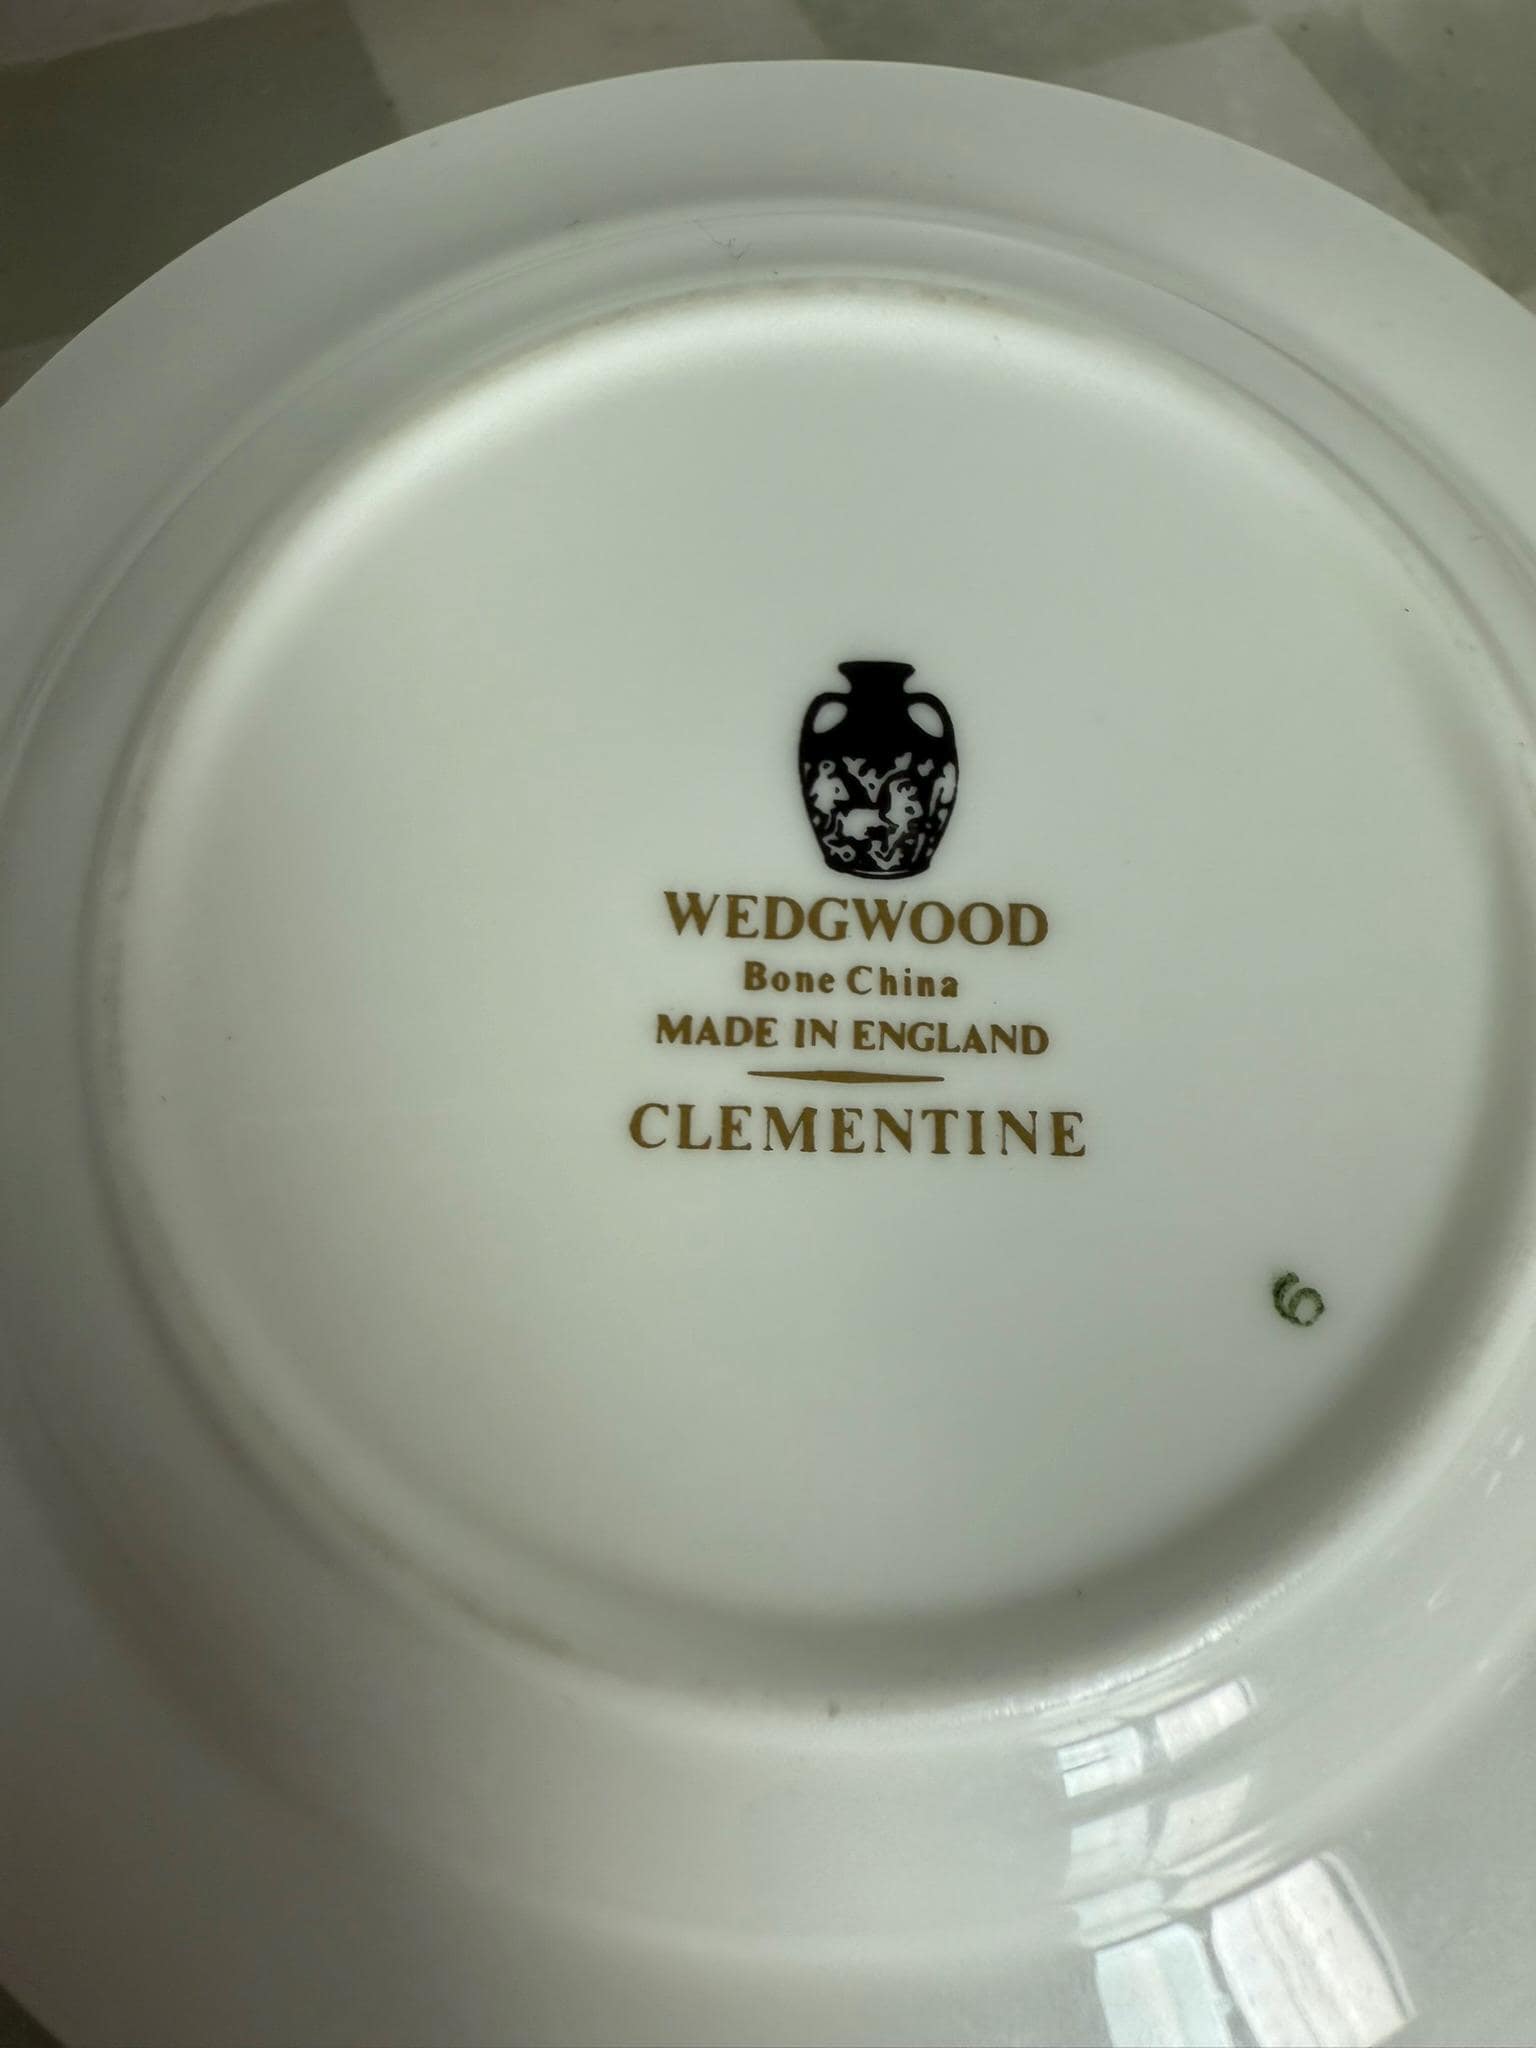 WEDGWOOD
Bone China
MADE IN ENGLAND
CLEMENTINE
6